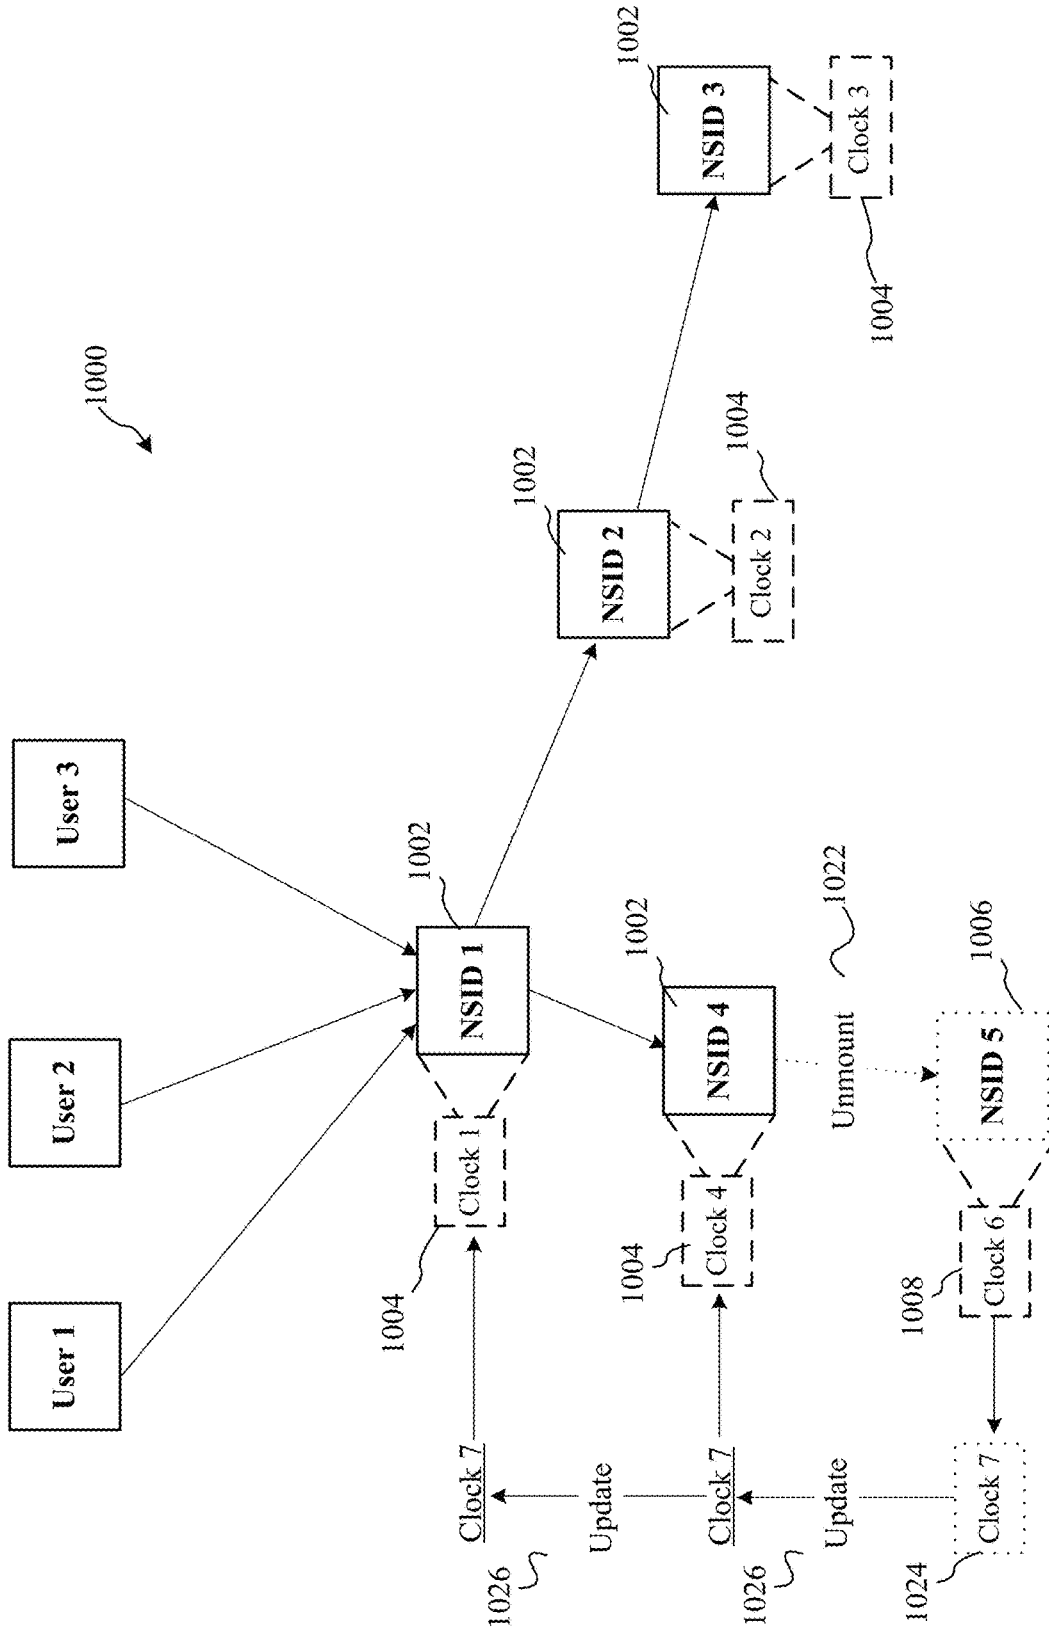 1000
User 1
User 2
User 3
1002
NSID 1
1004
Clock 1
Clock 7
1026
Update
1002
NSID 2
1004
Clock 2
1002
NSID 3
1004
Clock 3
1002
NSID 4
1004
Clock 4
Clock 7
1026
Update
Unmount
1022
1006
NSID 5
1008
Clock 6
Clock 7
1024